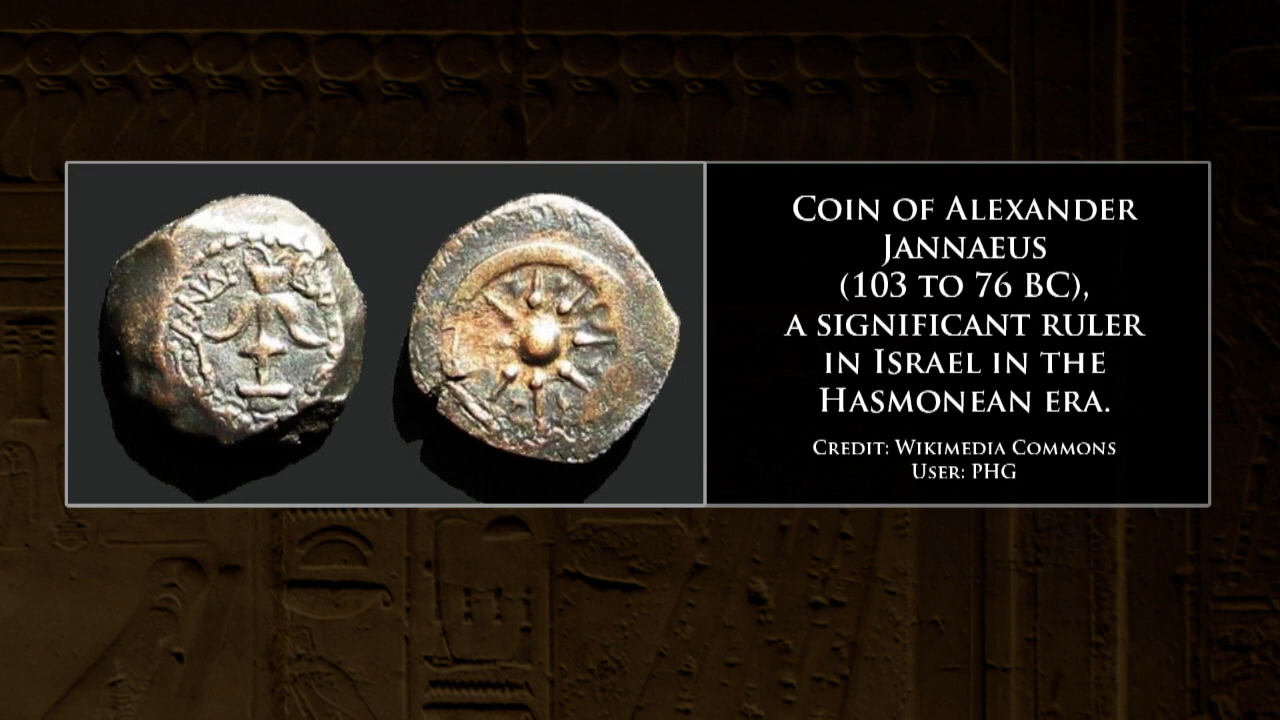 Coin of Alexander
Jannaeus
(103 to 76 BC),
a significant ruler
in Israel in the
Hasmonean era.
Credit: Wikimedia Commons
User: PHG